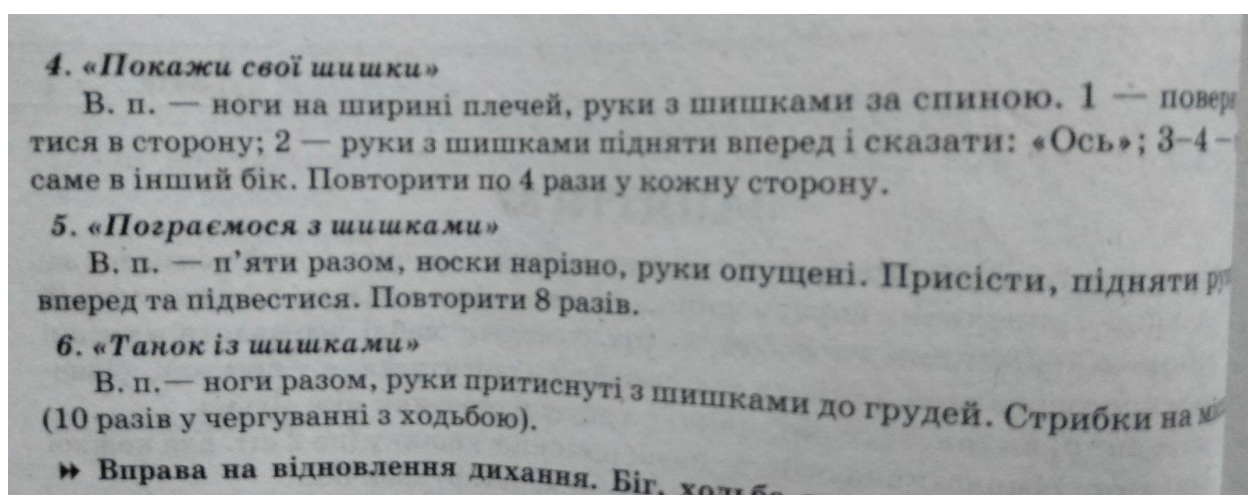 4. «Покажи свої шишки»
В. п. — ноги на ширині плечей, руки з шишками за спиною. 1 —
тися в сторону; 2 — руки з шишками підняти вперед і сказати: «Ось»; 3–4 –
саме в інший бік. Повторити по 4 рази у кожну сторону.
5. «Пограємося з шишками»
В. п. — п’яти разом, носки нарізно, руки опущені. Присісти, підняти
вперед та підвестися. Повторити 8 разів.
6. «Танок із шишками»
В. п.— ноги разом, руки притиснуті з шишками до грудей. Стрибки на
(10 разів у чергуванні з ходьбою).
Вправа на відновлення дихання. Біг,